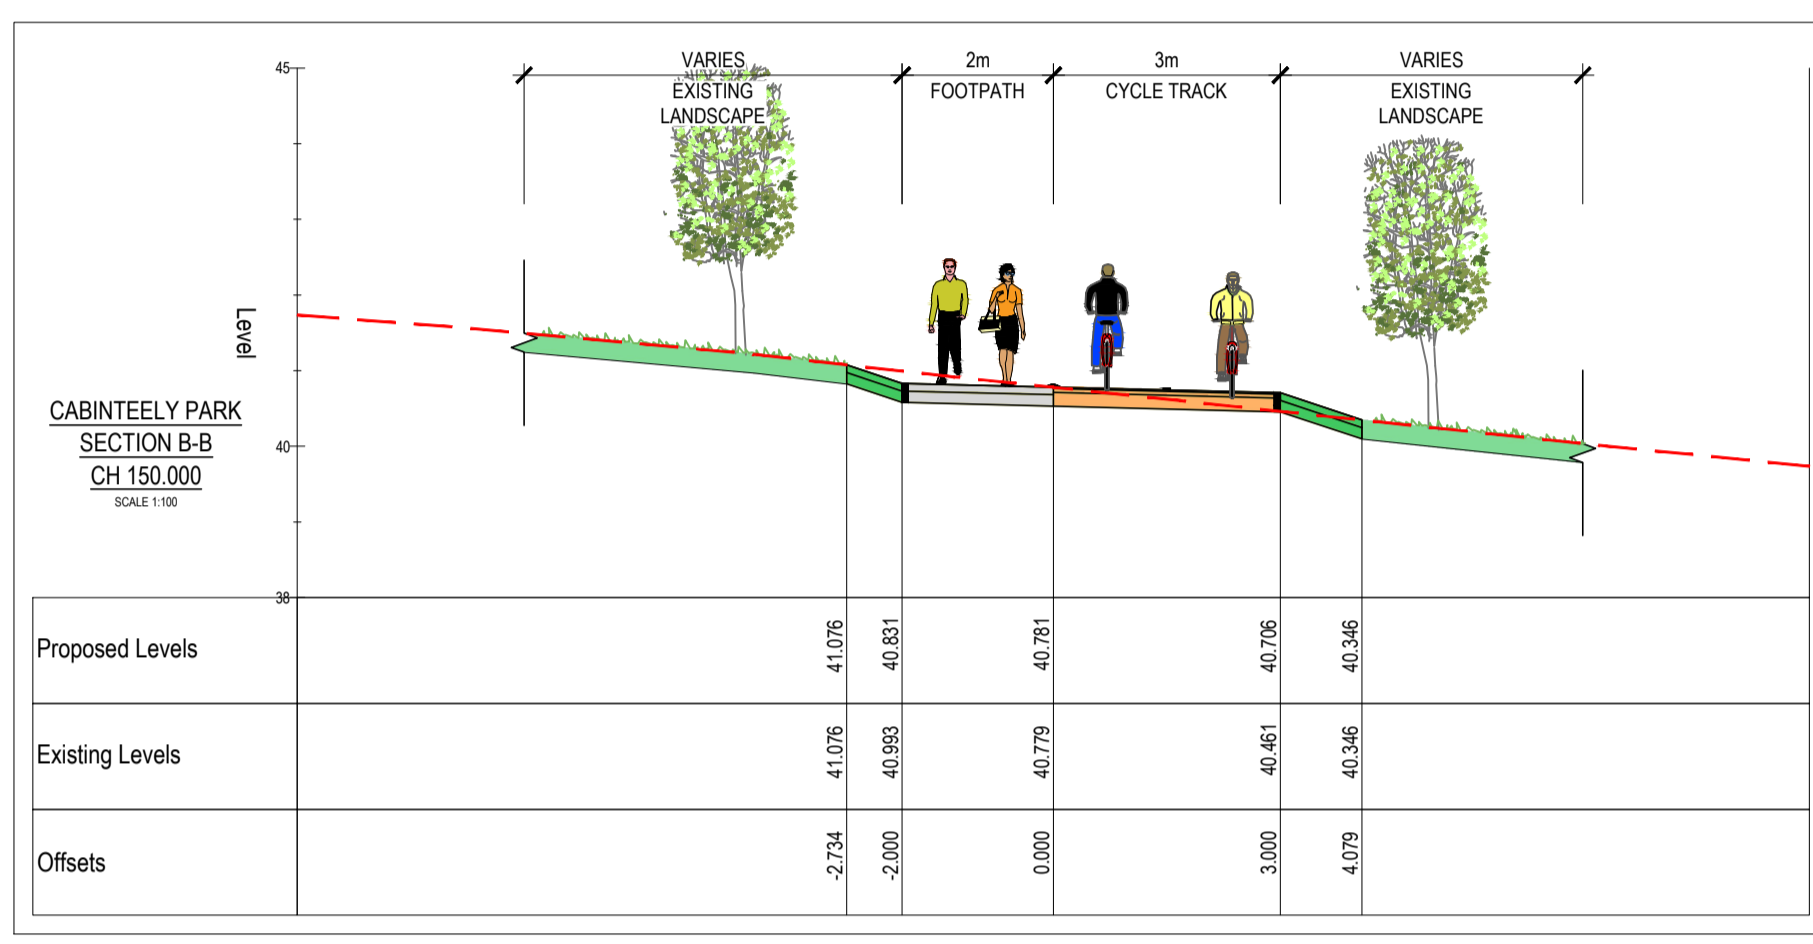 VARIES
2m
3m
VARIES
EXISTING
LANDSCAPE
FOOTPATH
CYCLE TRACK
EXISTING
LANDSCAPE
45
Level
CABINTEELY PARK
SECTION B-B
CH 150.000
SCALE 1:100
40
38
Proposed Levels
41.076
40.831
40.781
40.706
40.346
Existing Levels
41.076
40.993
40.779
40.461
40.346
Offsets
-2.734
-2.000
0.000
3.000
4.079